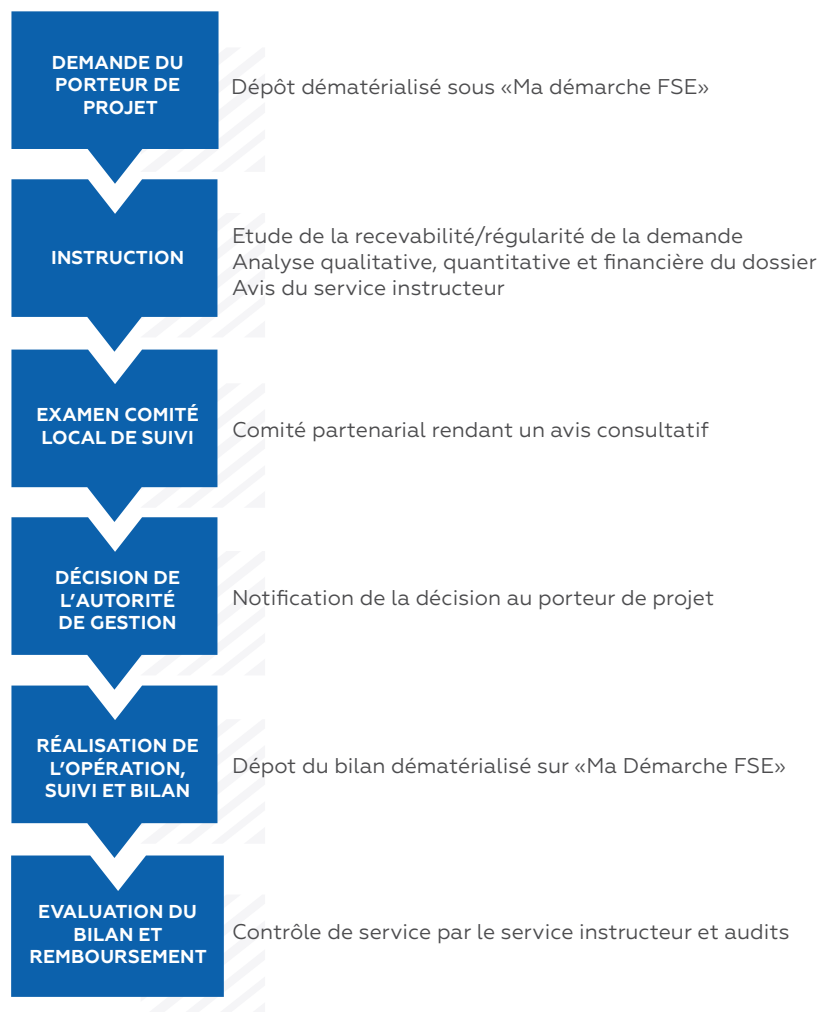 DEMANDE DU
PORTEUR DE
PROJET
Dépôt dématérialisé sous «Ma démarche FSE»
INSTRUCTION
Etude de la recevabilité/régularité de la demande
Analyse qualitative, quantitative et financière du dossier
Avis du service instructeur
EXAMEN COMITÉ
LOCAL DE SUIVI
Comité partenarial rendant un avis consultatif
DÉCISION DE
L’AUTORITÉ
DE GESTION
Notification de la décision au porteur de projet
RÉALISATION DE
L’OPÉRATION,
SUIVI ET BILAN
Dépot du bilan dématérialisé sur «Ma Démarche FSE»
EVALUATION DU
BILAN ET
REMBOURSEMENT
Contrôle de service par le service instructeur et audits